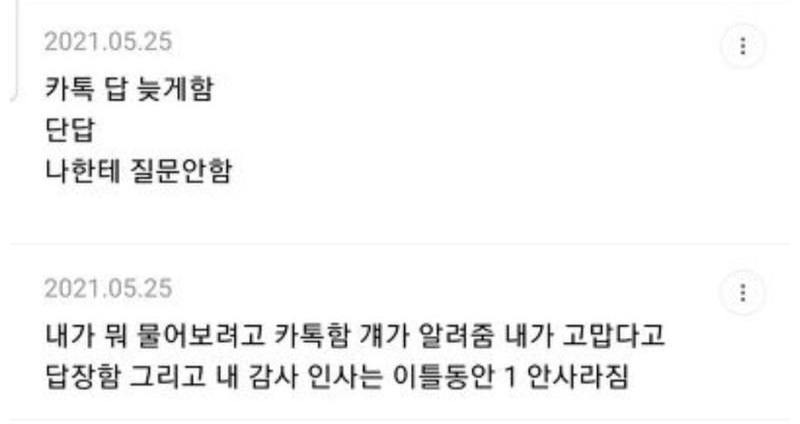 2021.05.25
카톡 답 늦게함
단답
나한테 질문안함
2021.05.25
내가 뭐 물어보려고 카톡함 걔가 알려줌 내가 고맙다고
답장함 그리고 내 감사 인사는 이틀동안 1 안사라짐